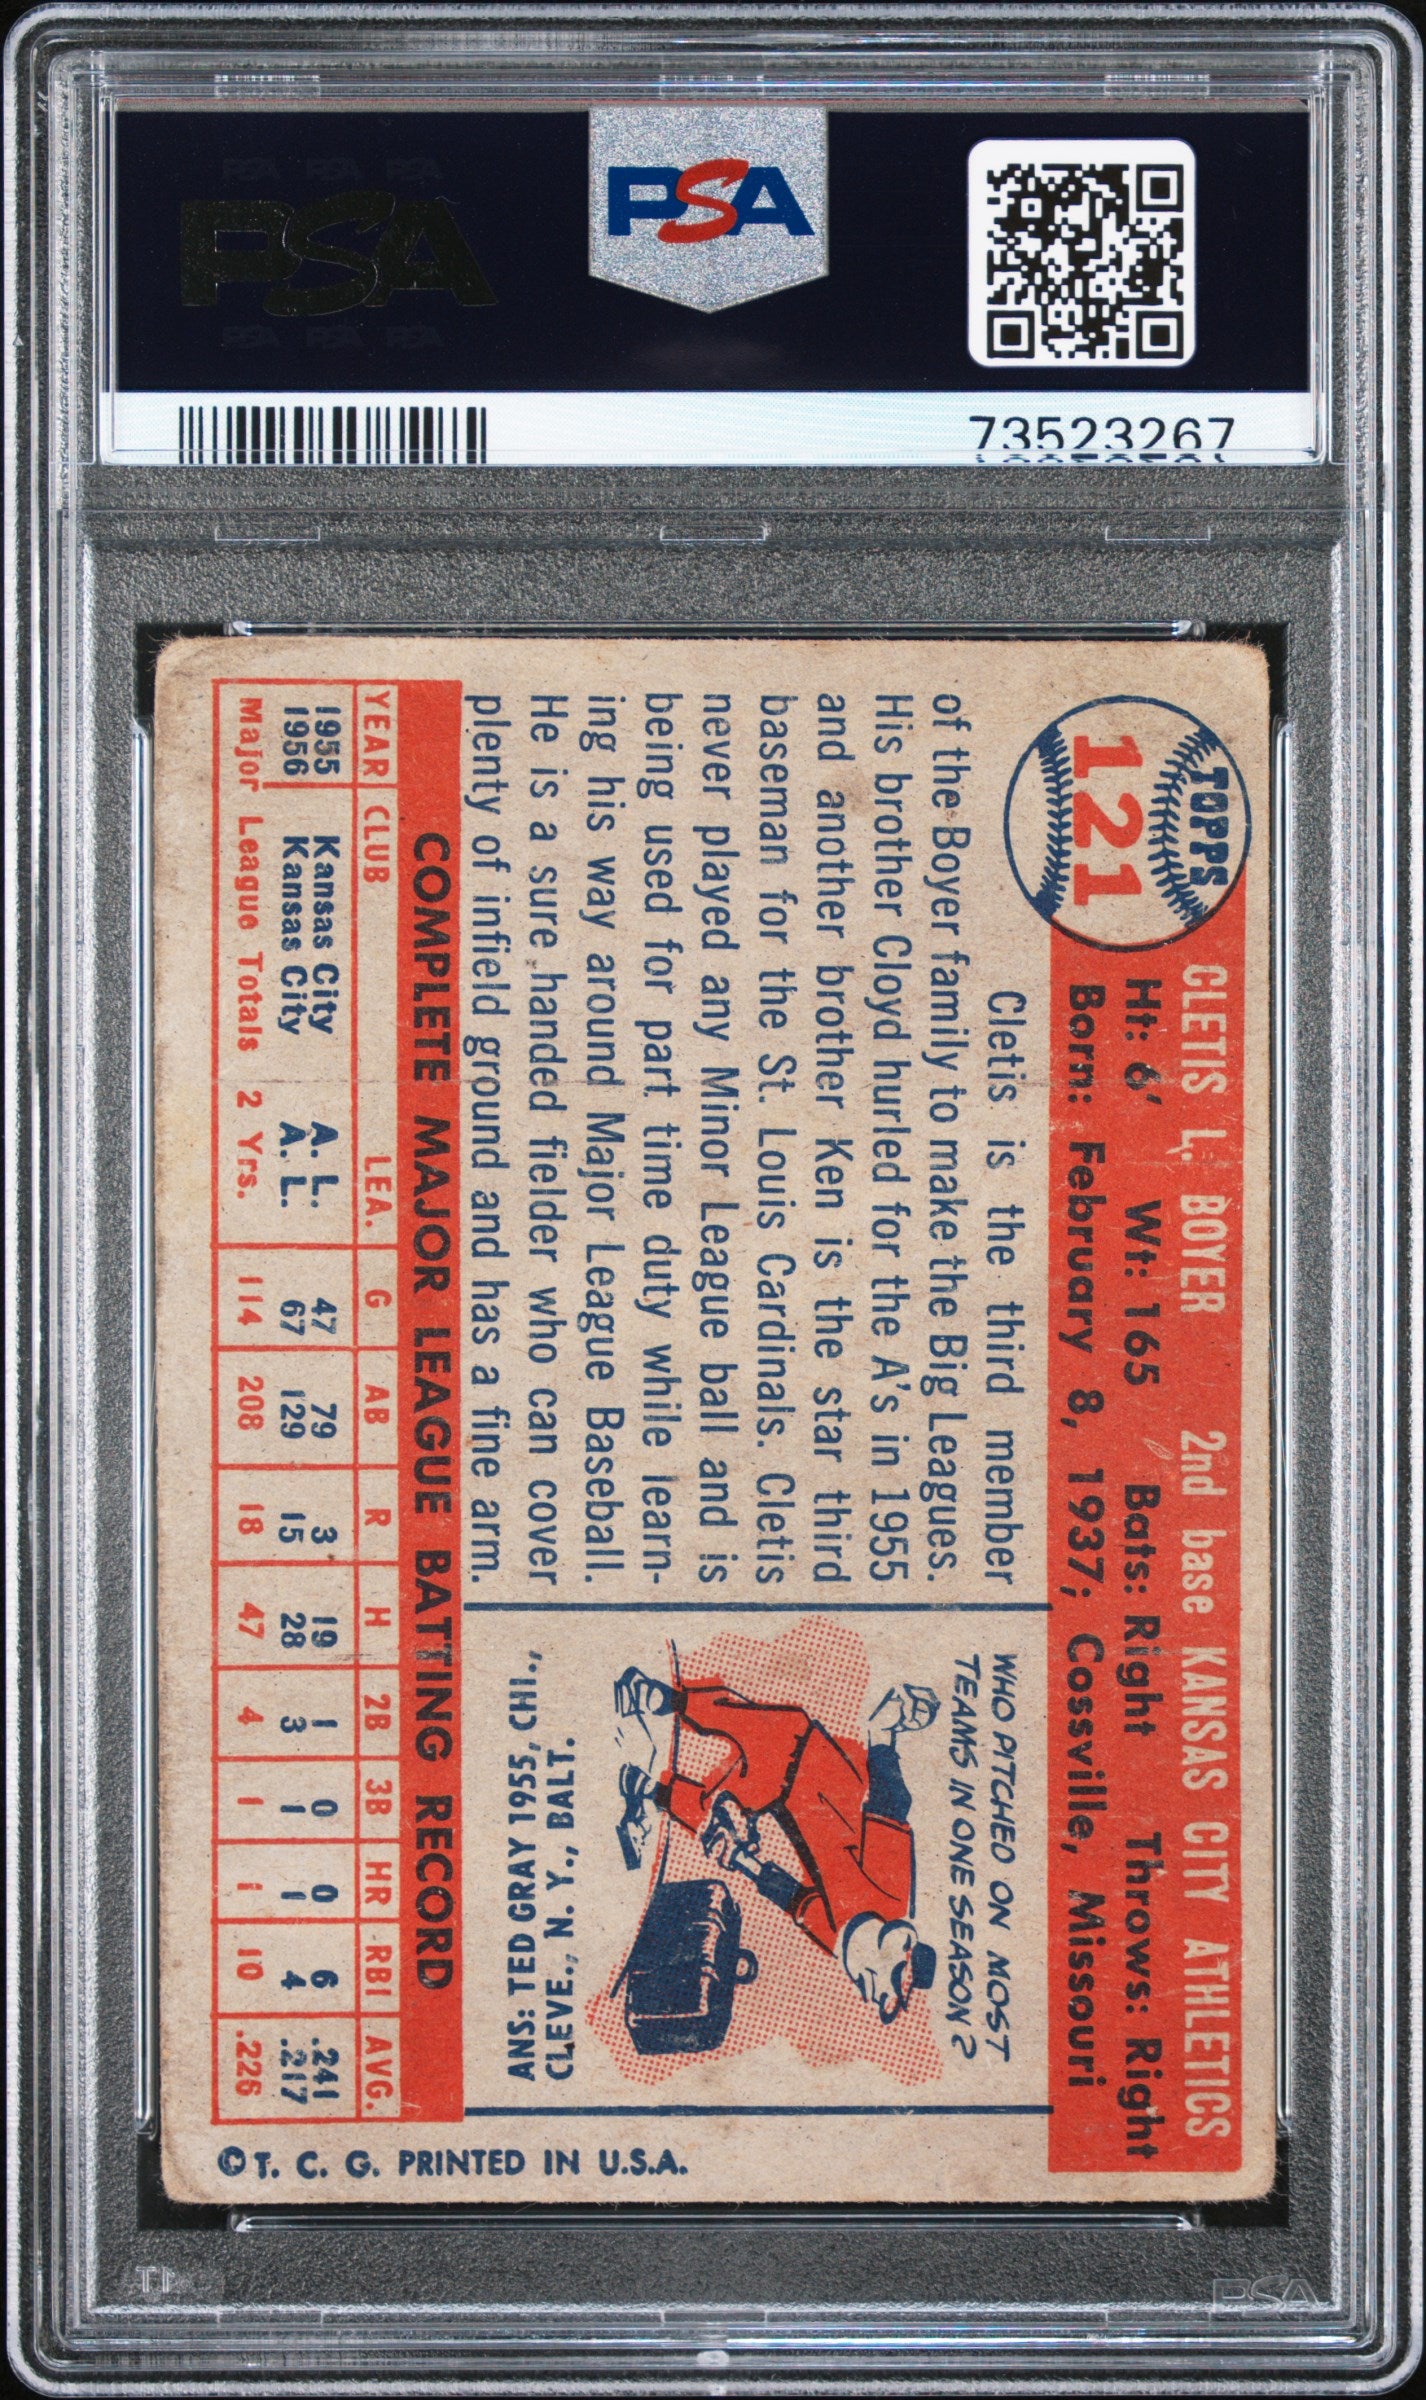 PSA PSA PSA
PSA
PSA PSA PSA
PSA
73523267
TOPPS
121
CLETIS L. BOYER 2nd base KANSAS CITY ATHLETICS
Ht: 6' Wt: 165 Bats: Right Throws: Right
Born: February 8, 1937; Cossville, Missouri
Cletis is the third member
of the Boyer family to make the Big Leagues.
His brother Cloyd hurled for the A's in 1955
and another brother Ken is the star third
baseman for the St. Louis Cardinals. Cletis
never played any Minor League ball and is
being used for part time duty while learn-
ing his way around Major League Baseball.
He is a sure handed fielder who can cover
plenty of infield ground and has a fine arm.
WHO PITCHED ON MOST
TEAMS IN ONE SEASON?
ANS: TED GRAY 1955, CHI.,
CLEVE., N. Y., BALT.
COMPLETE MAJOR LEAGUE BATTING RECORD
YEAR CLUB LEA. G AB R H 2B 3B HR RBI AVG.
1955 Kansas City A. L. 47 79 3 19 1 0 0 6 .241
1956 Kansas City A. L. 67 129 15 28 3 1 1 4 .217
Major League Totals 2 Yrs. 114 208 18 47 4 1 1 10 .226
© T. C. G. PRINTED IN U.S.A.
PSA